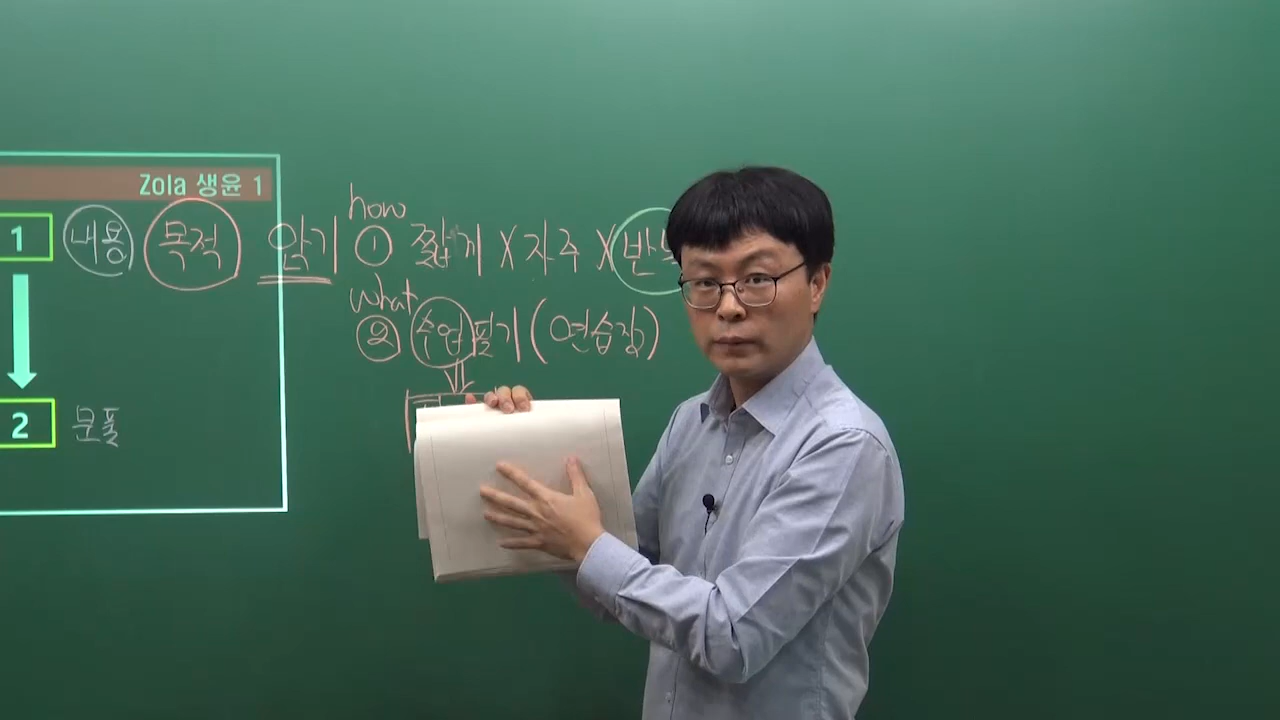 Zola 생윤 1
how
1 내용 목적 암기 ① 짧게 X 자주 X 반
what
② 수업 필기 (연습장)
2 문풀